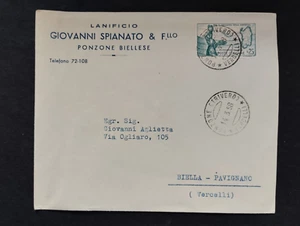 LANIFICIO
GIOVANNI SPIANATO & F.LLO
PONZONE BIELLESE
Telefono 72-108
Egr. Sig.
Giovanni Aglietta
Via Ogliaro, 105
BIELLA - PAVIGNANO
( Vercelli )